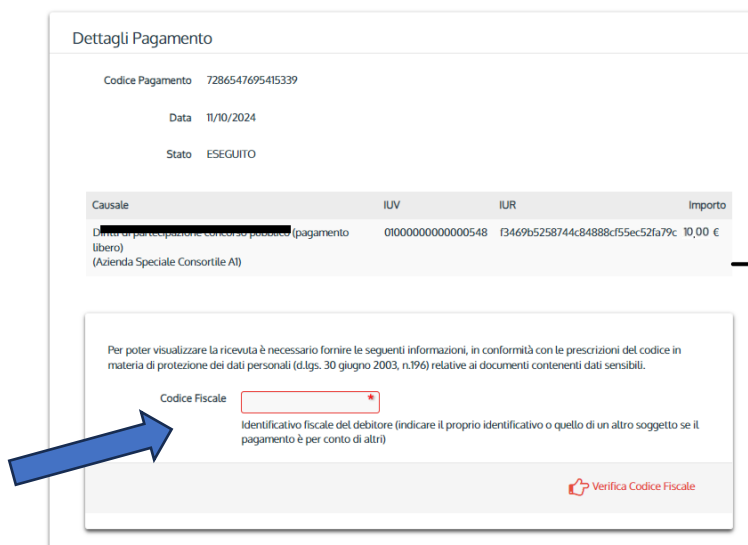 Dettagli Pagamento
Codice Pagamento 7286547695415339
Data 11/10/2024
Stato ESEGUITO
Causale IUV IUR Importo
(pagamento 01000000000000548 f3469b5258744c84888cf55ec52fa79c 10,00 €
libero)
(Azienda Speciale Consortile A1)
Per poter visualizzare la ricevuta è necessario fornire le seguenti informazioni, in conformità con le prescrizioni del codice in
materia di protezione dei dati personali (d.lgs. 30 giugno 2003, n.196) relative ai documenti contenenti dati sensibili.
Codice Fiscale *
Identificativo fiscale del debitore (indicare il proprio identificativo o quello di un altro soggetto se il
pagamento è per conto di altri)
Verifica Codice Fiscale